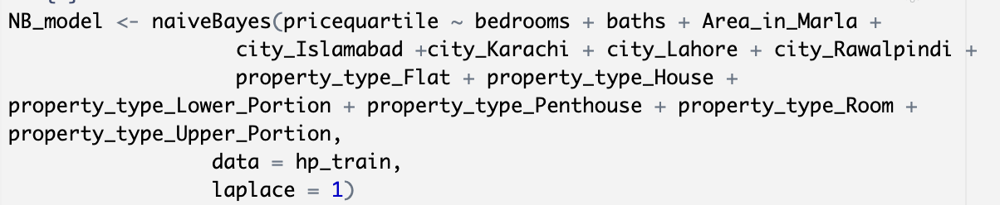 NB_model <- naiveBayes(pricequartile ~ bedrooms + baths + Area_in_Marla +
city_Islamabad +city_Karachi + city_Lahore + city_Rawalpindi +
property_type_Flat + property_type_House +
property_type_Lower_Portion + property_type_Penthouse + property_type_Room +
property_type_Upper_Portion,
data = hp_train,
laplace = 1)